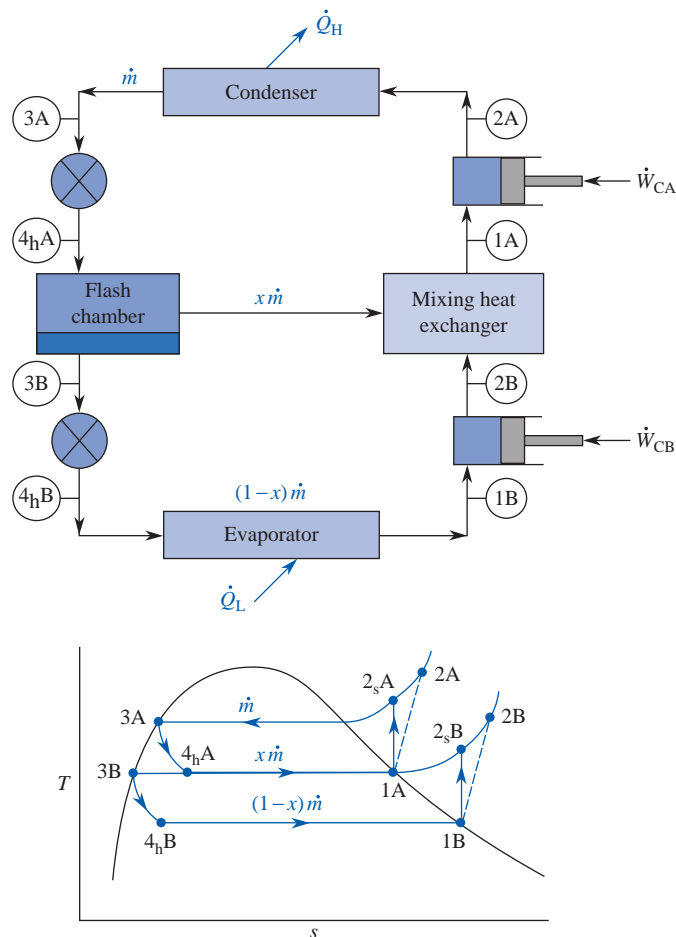 Q̇H
ṁ
Condenser
3A
2A
ẆCA
4hA
1A
Flash
chamber
xṁ
Mixing heat
exchanger
3B
2B
ẆCB
4hB
(1−x)ṁ
1B
Evaporator
Q̇L
2sA
2A
3A
ṁ
2B
4hA
xṁ
2sB
3B
T
1A
(1−x)ṁ
4hB
1B
s